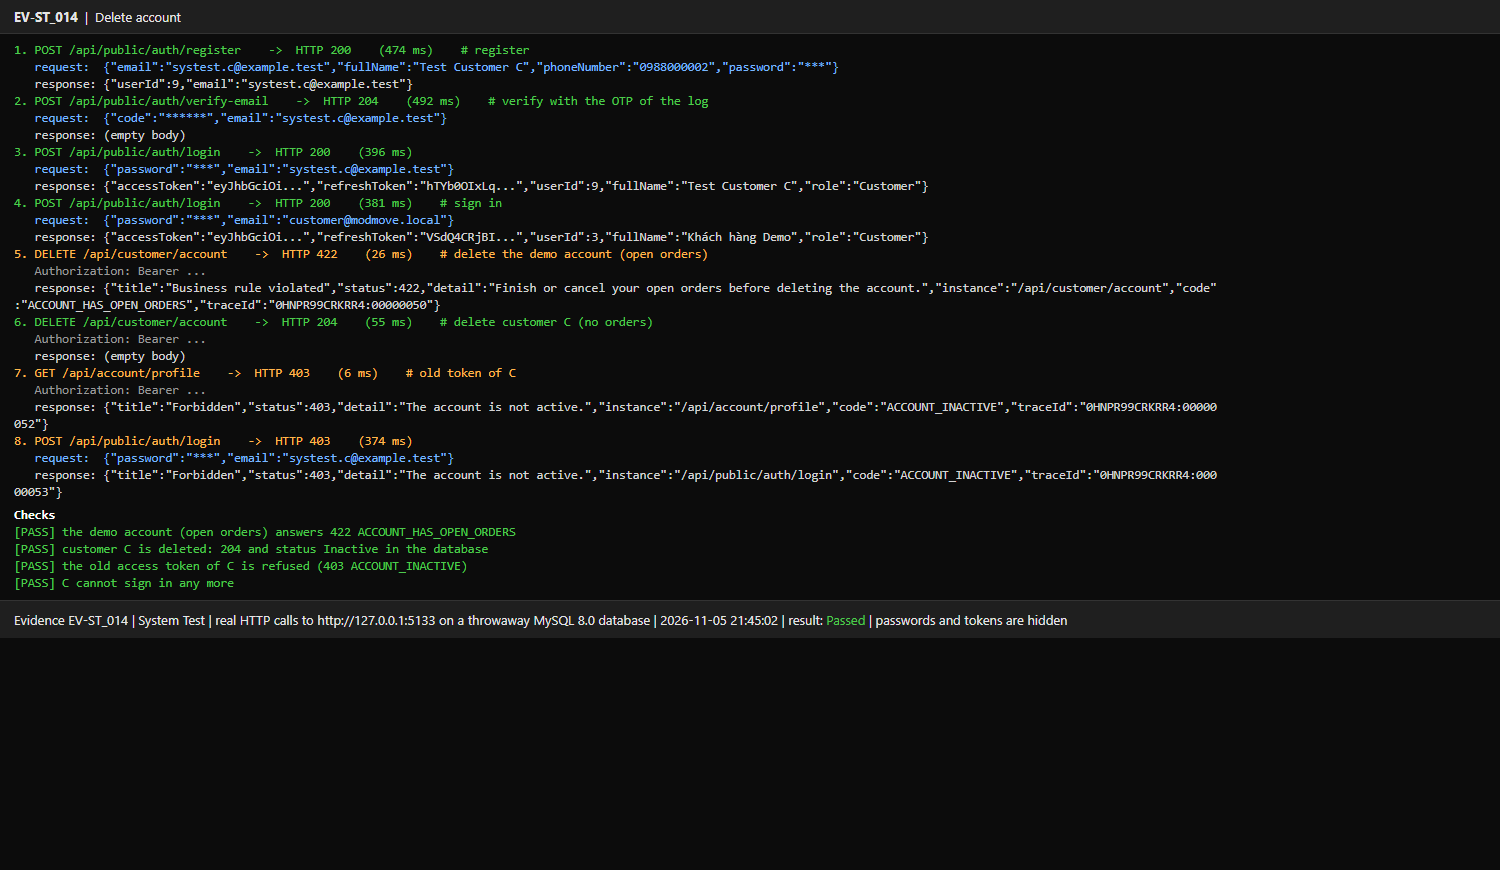 EV-ST_014 | Delete account
1. POST /api/public/auth/register -> HTTP 200 (474 ms) # register
request: {"email":"systest.c@example.test","fullName":"Test Customer C","phoneNumber":"0988000002","password":"***"}
response: {"userId":9,"email":"systest.c@example.test"}
2. POST /api/public/auth/verify-email -> HTTP 204 (492 ms) # verify with the OTP of the log
request: {"code":"******","email":"systest.c@example.test"}
response: (empty body)
3. POST /api/public/auth/login -> HTTP 200 (396 ms)
request: {"password":"***","email":"systest.c@example.test"}
response: {"accessToken":"eyJhbGciOi...","refreshToken":"hTYb0OIxLq...","userId":9,"fullName":"Test Customer C","role":"Customer"}
4. POST /api/public/auth/login -> HTTP 200 (381 ms) # sign in
request: {"password":"***","email":"customer@modmove.local"}
response: {"accessToken":"eyJhbGciOi...","refreshToken":"VSdQ4CRjBI...","userId":3,"fullName":"Khách hàng Demo","role":"Customer"}
5. DELETE /api/customer/account -> HTTP 422 (26 ms) # delete the demo account (open orders)
Authorization: Bearer ...
response: {"title":"Business rule violated","status":422,"detail":"Finish or cancel your open orders before deleting the account.","instance":"/api/customer/account","code"
:"ACCOUNT_HAS_OPEN_ORDERS","traceId":"0HNPR99CRKRR4:00000050"}
6. DELETE /api/customer/account -> HTTP 204 (55 ms) # delete customer C (no orders)
Authorization: Bearer ...
response: (empty body)
7. GET /api/account/profile -> HTTP 403 (6 ms) # old token of C
Authorization: Bearer ...
response: {"title":"Forbidden","status":403,"detail":"The account is not active.","instance":"/api/account/profile","code":"ACCOUNT_INACTIVE","traceId":"0HNPR99CRKRR4:00000
052"}
8. POST /api/public/auth/login -> HTTP 403 (374 ms)
request: {"password":"***","email":"systest.c@example.test"}
response: {"title":"Forbidden","status":403,"detail":"The account is not active.","instance":"/api/public/auth/login","code":"ACCOUNT_INACTIVE","traceId":"0HNPR99CRKRR4:000
00053"}
Checks
[PASS] the demo account (open orders) answers 422 ACCOUNT_HAS_OPEN_ORDERS
[PASS] customer C is deleted: 204 and status Inactive in the database
[PASS] the old access token of C is refused (403 ACCOUNT_INACTIVE)
[PASS] C cannot sign in any more
Evidence EV-ST_014 | System Test | real HTTP calls to http://127.0.0.1:5133 on a throwaway MySQL 8.0 database | 2026-11-05 21:45:02 | result: Passed | passwords and tokens are hidden